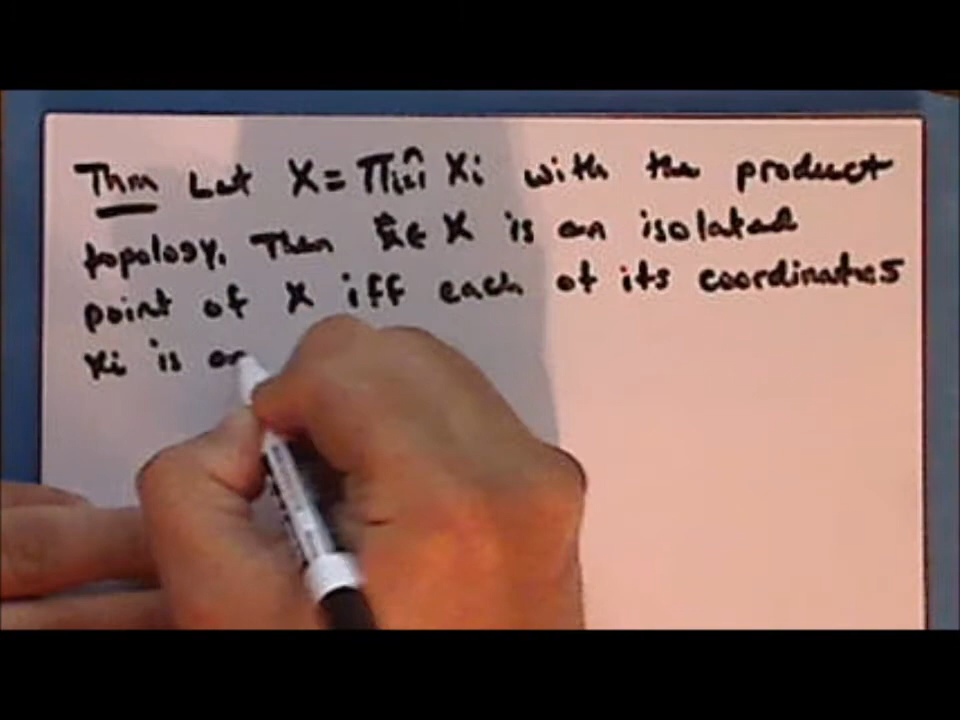 Thm Let X = ∏ᵢ₌₁ⁿ Xi with the product
topology, Then x⃗ ∈ X is an isolated
point of X iff each of its coordinates
xi is an